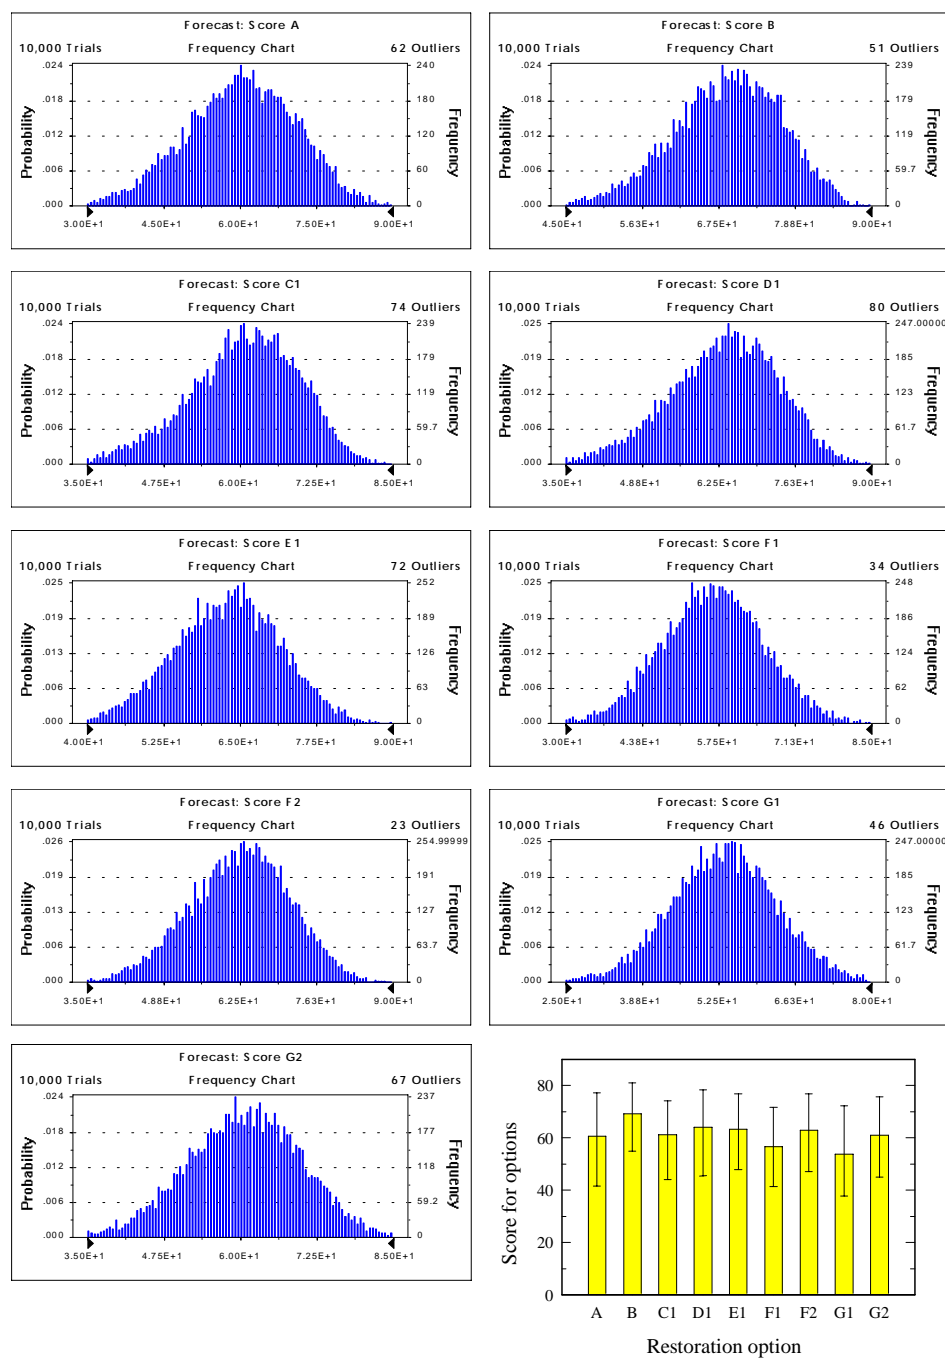 Forecast: Score A
10,000 Trials Frequency Chart 62 Outliers
.024 240
.018 180
.012 120
.006 60
.000 0
Probability
Frequency
3.00E+1 4.50E+1 6.00E+1 7.50E+1 9.00E+1
Forecast: Score B
10,000 Trials Frequency Chart 51 Outliers
.024 239
.018 179
.012 119
.006 59.7
.000 0
Probability
Frequency
4.50E+1 5.63E+1 6.75E+1 7.88E+1 9.00E+1
Forecast: Score C1
10,000 Trials Frequency Chart 74 Outliers
.024 239
.018 179
.012 119
.006 59.7
.000 0
Probability
Frequency
3.50E+1 4.75E+1 6.00E+1 7.25E+1 8.50E+1
Forecast: Score D1
10,000 Trials Frequency Chart 80 Outliers
.025 247.00000
.019 185
.012 123
.006 61.7
.000 0
Probability
Frequency
3.50E+1 4.88E+1 6.25E+1 7.63E+1 9.00E+1
Forecast: Score E1
10,000 Trials Frequency Chart 72 Outliers
.025 252
.019 189
.013 126
.006 63
.000 0
Probability
Frequency
4.00E+1 5.25E+1 6.50E+1 7.75E+1 9.00E+1
Forecast: Score F1
10,000 Trials Frequency Chart 34 Outliers
.025 248
.019 186
.012 124
.006 62
.000 0
Probability
Frequency
3.00E+1 4.38E+1 5.75E+1 7.13E+1 8.50E+1
Forecast: Score F2
10,000 Trials Frequency Chart 23 Outliers
.026 254.99999
.019 191
.013 127
.006 63.7
.000 0
Probability
Frequency
3.50E+1 4.88E+1 6.25E+1 7.63E+1 9.00E+1
Forecast: Score G1
10,000 Trials Frequency Chart 46 Outliers
.025 247.00000
.019 185
.012 123
.006 61.7
.000 0
Probability
Frequency
2.50E+1 3.88E+1 5.25E+1 6.63E+1 8.00E+1
Forecast: Score G2
10,000 Trials Frequency Chart 67 Outliers
.024 237
.018 177
.012 118
.006 59.2
.000 0
Probability
Frequency
3.50E+1 4.75E+1 6.00E+1 7.25E+1 8.50E+1
80
60
40
20
0
Score for options
A B C1 D1 E1 F1 F2 G1 G2
Restoration option